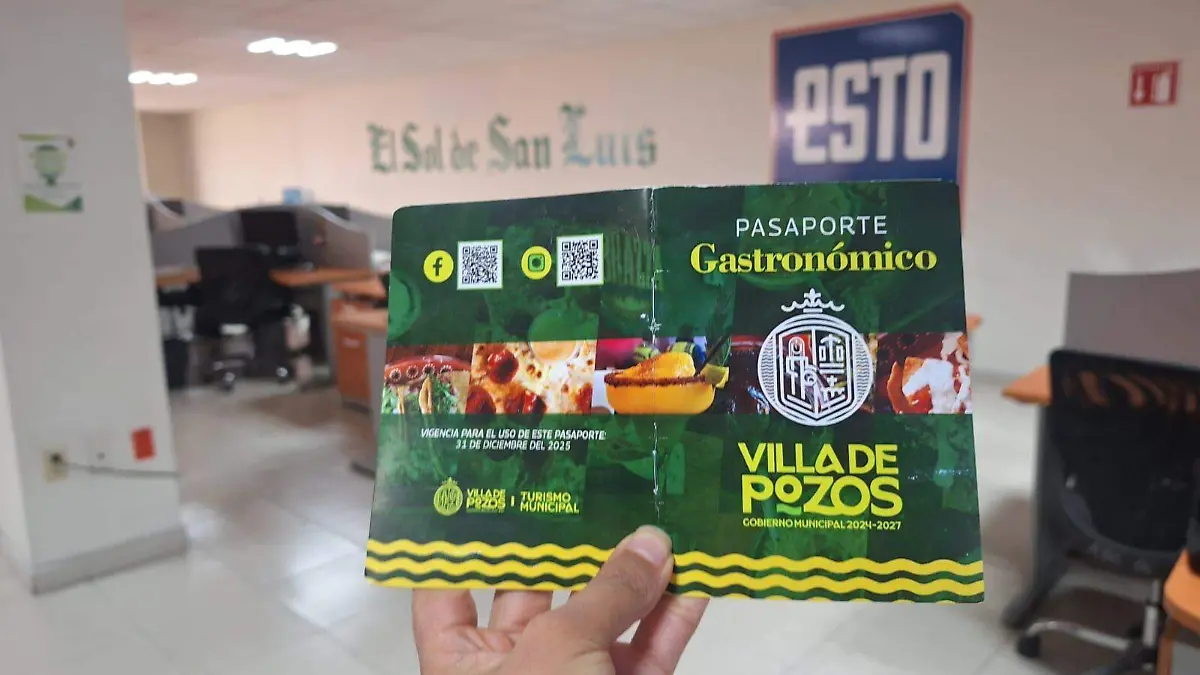 El Sol de San Luis
esto
PASAPORTE
Gastronómico
VIGENCIA PARA EL USO DE ESTE PASAPORTE:
31 DE DICIEMBRE DEL 2025
VILLA DE
POZOS
TURISMO
MUNICIPAL
VILLA DE
POZOS
GOBIERNO MUNICIPAL 2024-2027